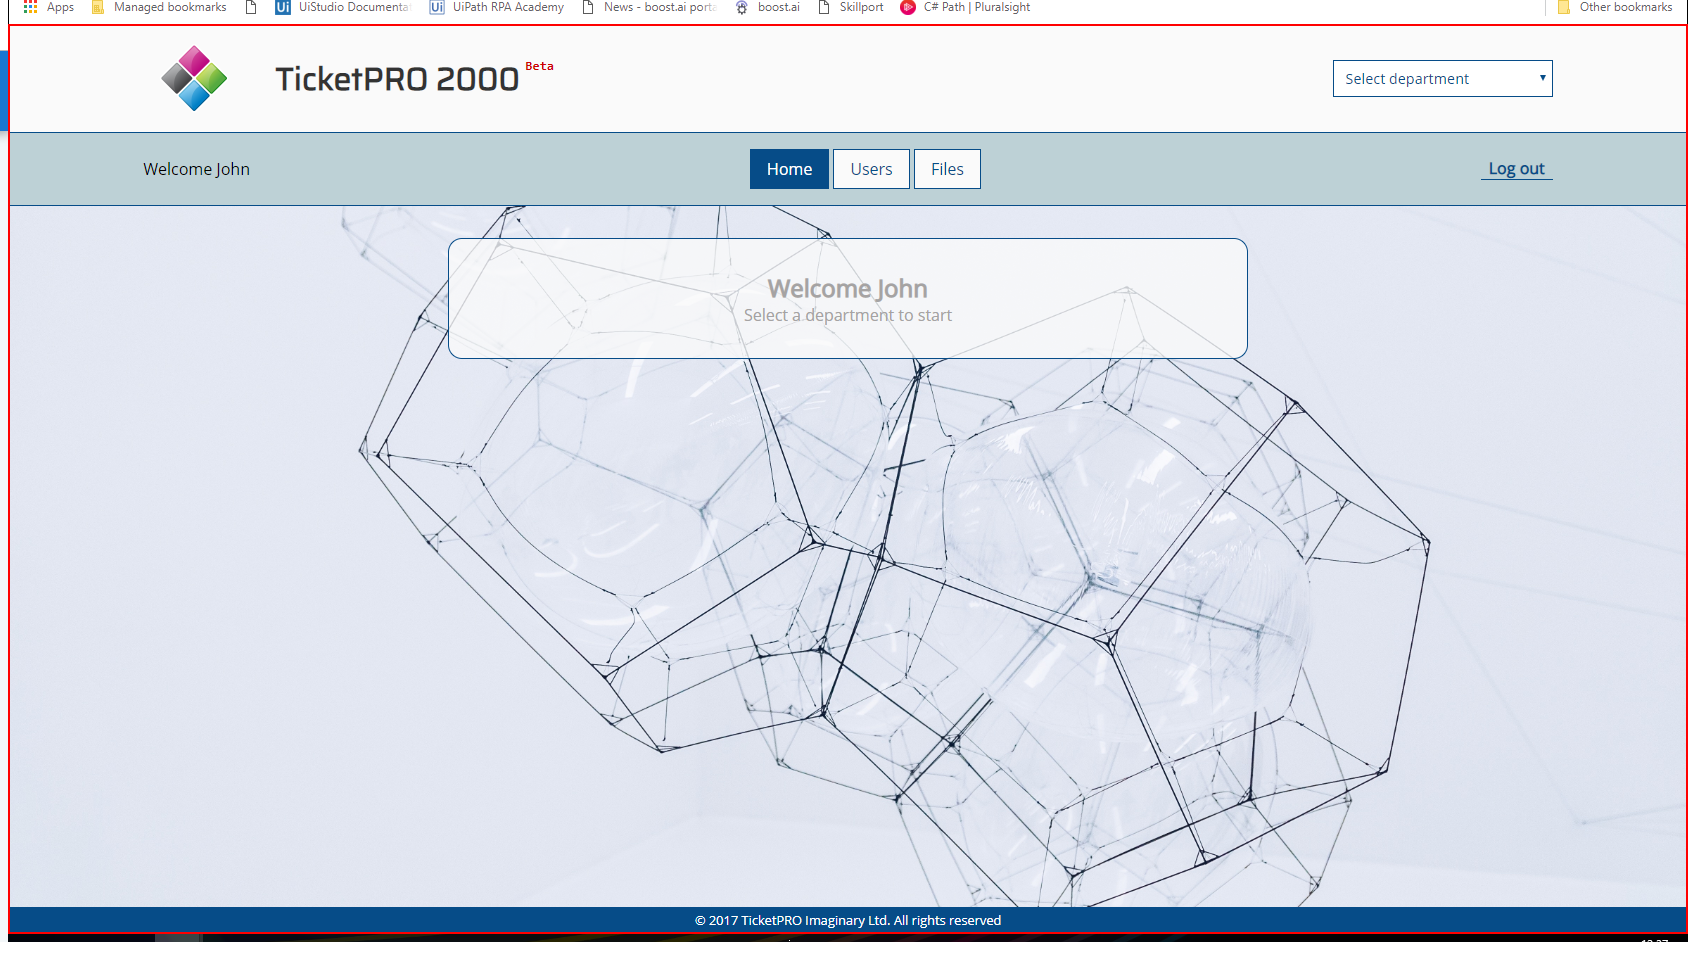 Apps Managed bookmarks Ui UiStudio Documenta Ui UiPath RPA Academy News - boost.ai porta boost.ai Skillport C# Path | Pluralsight Other bookmarks
TicketPRO 2000 Beta
Select department
Welcome John Home Users Files Log out
Welcome John
Select a department to start
© 2017 TicketPRO Imaginary Ltd. All rights reserved